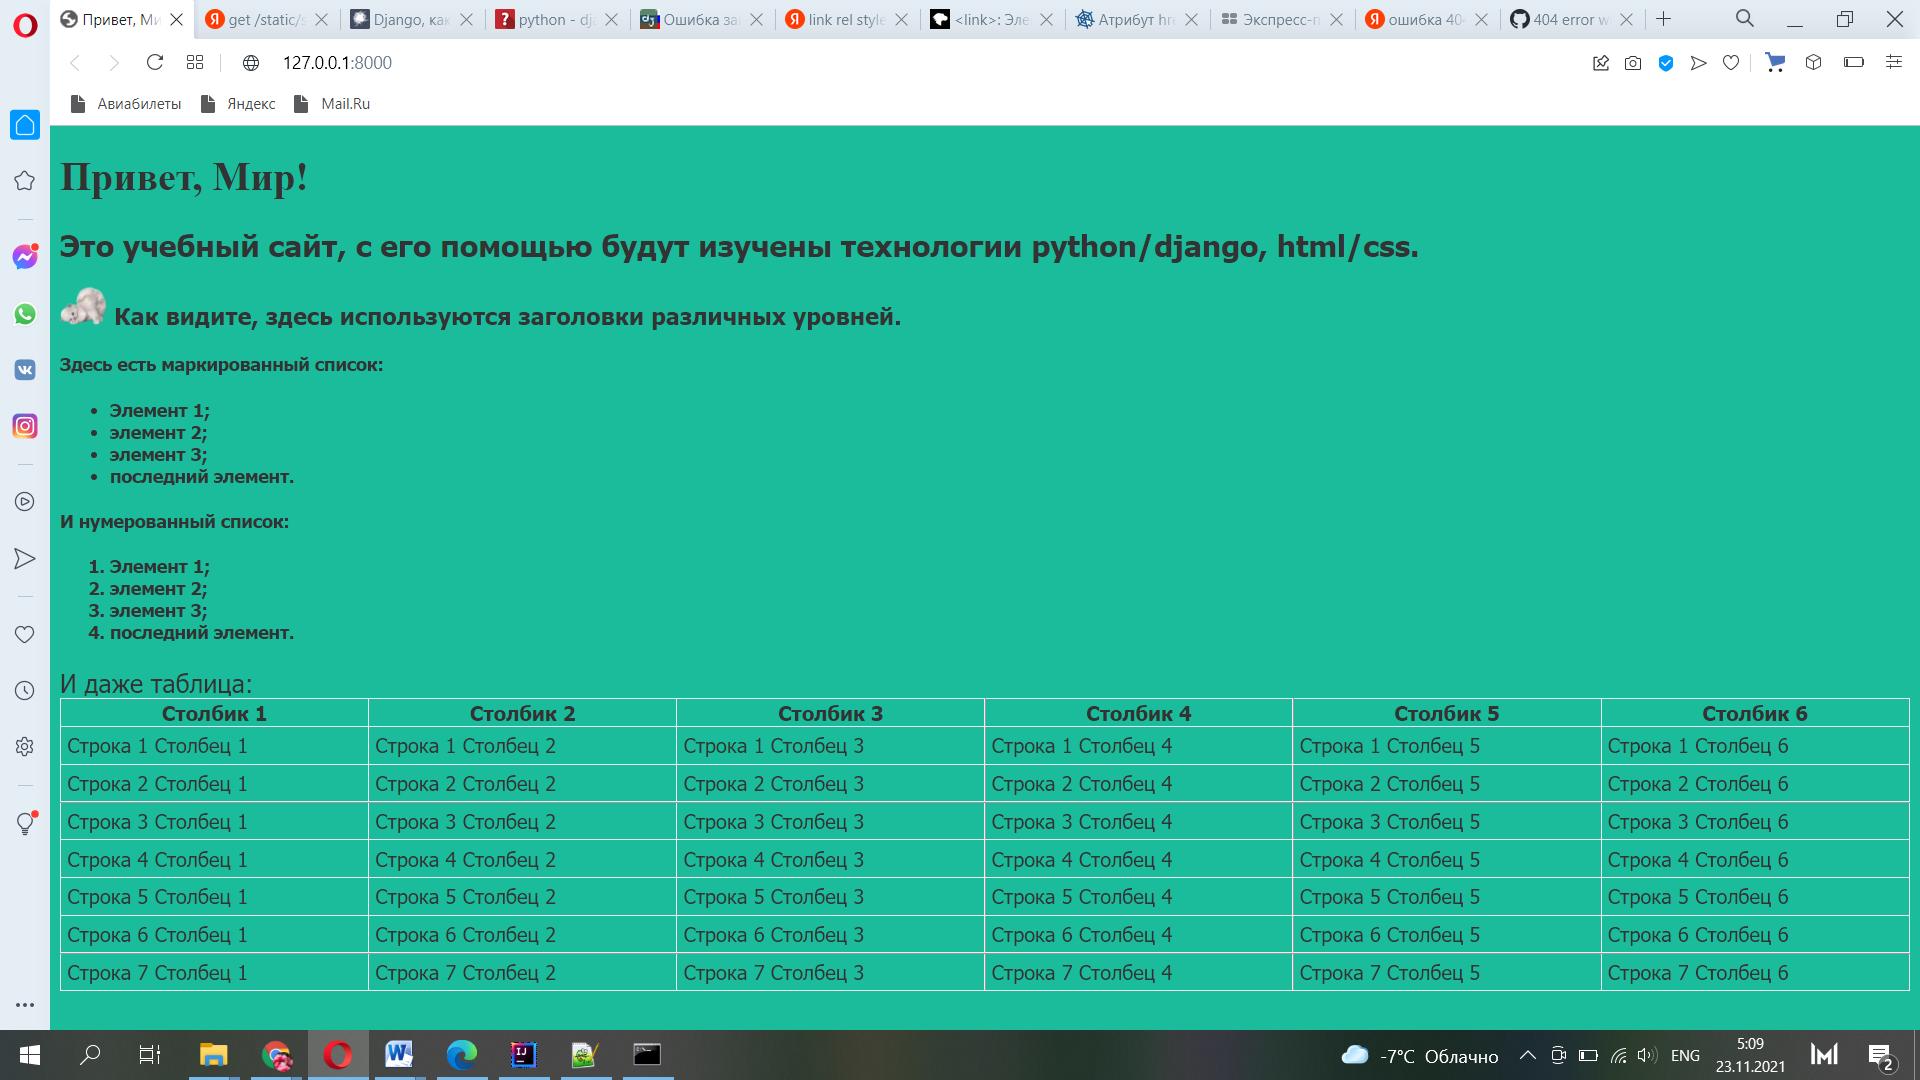 Привет, Ми
get /static/s
Django, как
python - dja
Ошибка за
link rel style
<link>: Эле
Атрибут hre
Экспресс-п
ошибка 404
404 error w
127.0.0.1:8000
Авиабилеты Яндекс Mail.Ru
Привет, Мир!
Это учебный сайт, с его помощью будут изучены технологии python/django, html/css.
Как видите, здесь используются заголовки различных уровней.
Здесь есть маркированный список:
• Элемент 1;
• элемент 2;
• элемент 3;
• последний элемент.
И нумерованный список:
1. Элемент 1;
2. элемент 2;
3. элемент 3;
4. последний элемент.
И даже таблица:
Столбик 1 Столбик 2 Столбик 3 Столбик 4 Столбик 5 Столбик 6
Строка 1 Столбец 1 Строка 1 Столбец 2 Строка 1 Столбец 3 Строка 1 Столбец 4 Строка 1 Столбец 5 Строка 1 Столбец 6
Строка 2 Столбец 1 Строка 2 Столбец 2 Строка 2 Столбец 3 Строка 2 Столбец 4 Строка 2 Столбец 5 Строка 2 Столбец 6
Строка 3 Столбец 1 Строка 3 Столбец 2 Строка 3 Столбец 3 Строка 3 Столбец 4 Строка 3 Столбец 5 Строка 3 Столбец 6
Строка 4 Столбец 1 Строка 4 Столбец 2 Строка 4 Столбец 3 Строка 4 Столбец 4 Строка 4 Столбец 5 Строка 4 Столбец 6
Строка 5 Столбец 1 Строка 5 Столбец 2 Строка 5 Столбец 3 Строка 5 Столбец 4 Строка 5 Столбец 5 Строка 5 Столбец 6
Строка 6 Столбец 1 Строка 6 Столбец 2 Строка 6 Столбец 3 Строка 6 Столбец 4 Строка 6 Столбец 5 Строка 6 Столбец 6
Строка 7 Столбец 1 Строка 7 Столбец 2 Строка 7 Столбец 3 Строка 7 Столбец 4 Строка 7 Столбец 5 Строка 7 Столбец 6
-7°C Облачно
ENG
5:09
23.11.2021
2